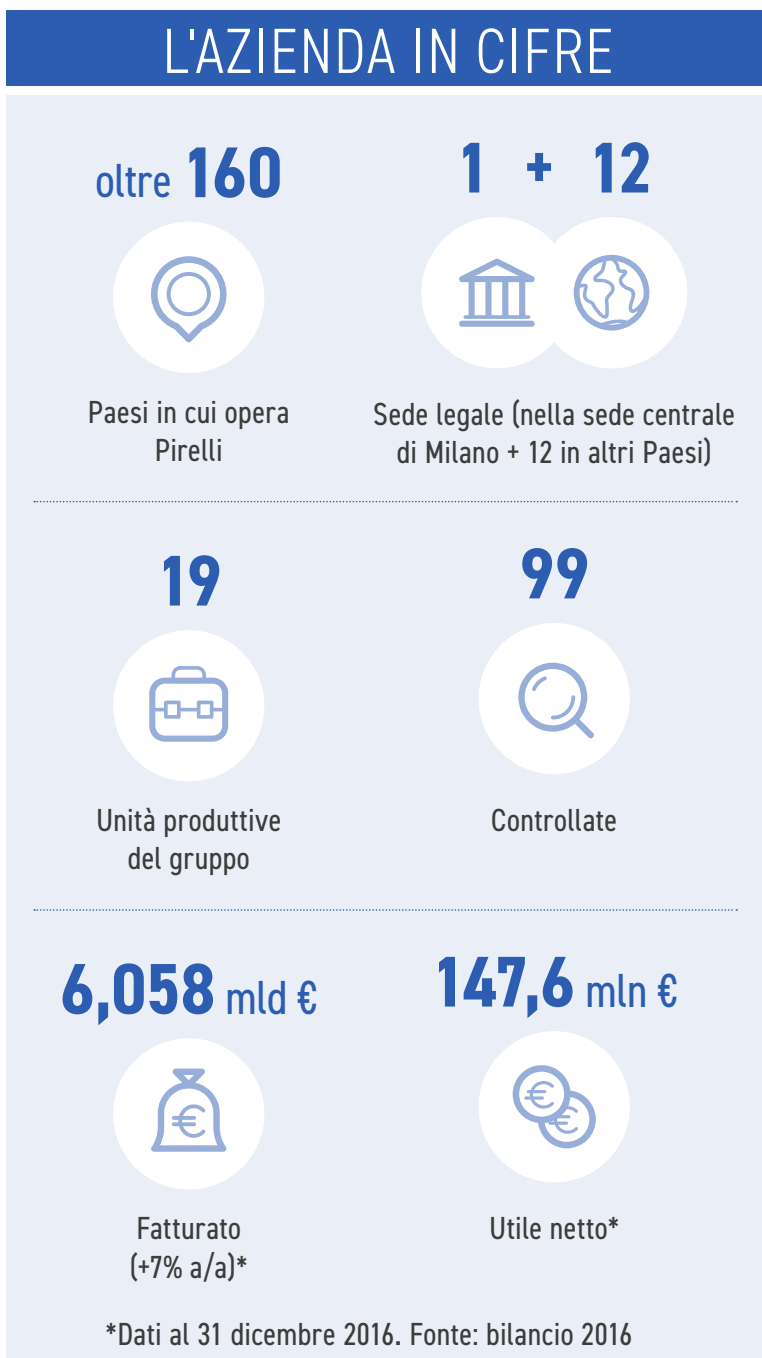 L'AZIENDA IN CIFRE
oltre 160
Paesi in cui opera
Pirelli
1 + 12
Sede legale (nella sede centrale
di Milano + 12 in altri Paesi)
19
Unità produttive
del gruppo
99
Controllate
6,058 mld €
€
Fatturato
(+7% a/a)*
147,6 mln €
€
€
Utile netto*
*Dati al 31 dicembre 2016. Fonte: bilancio 2016